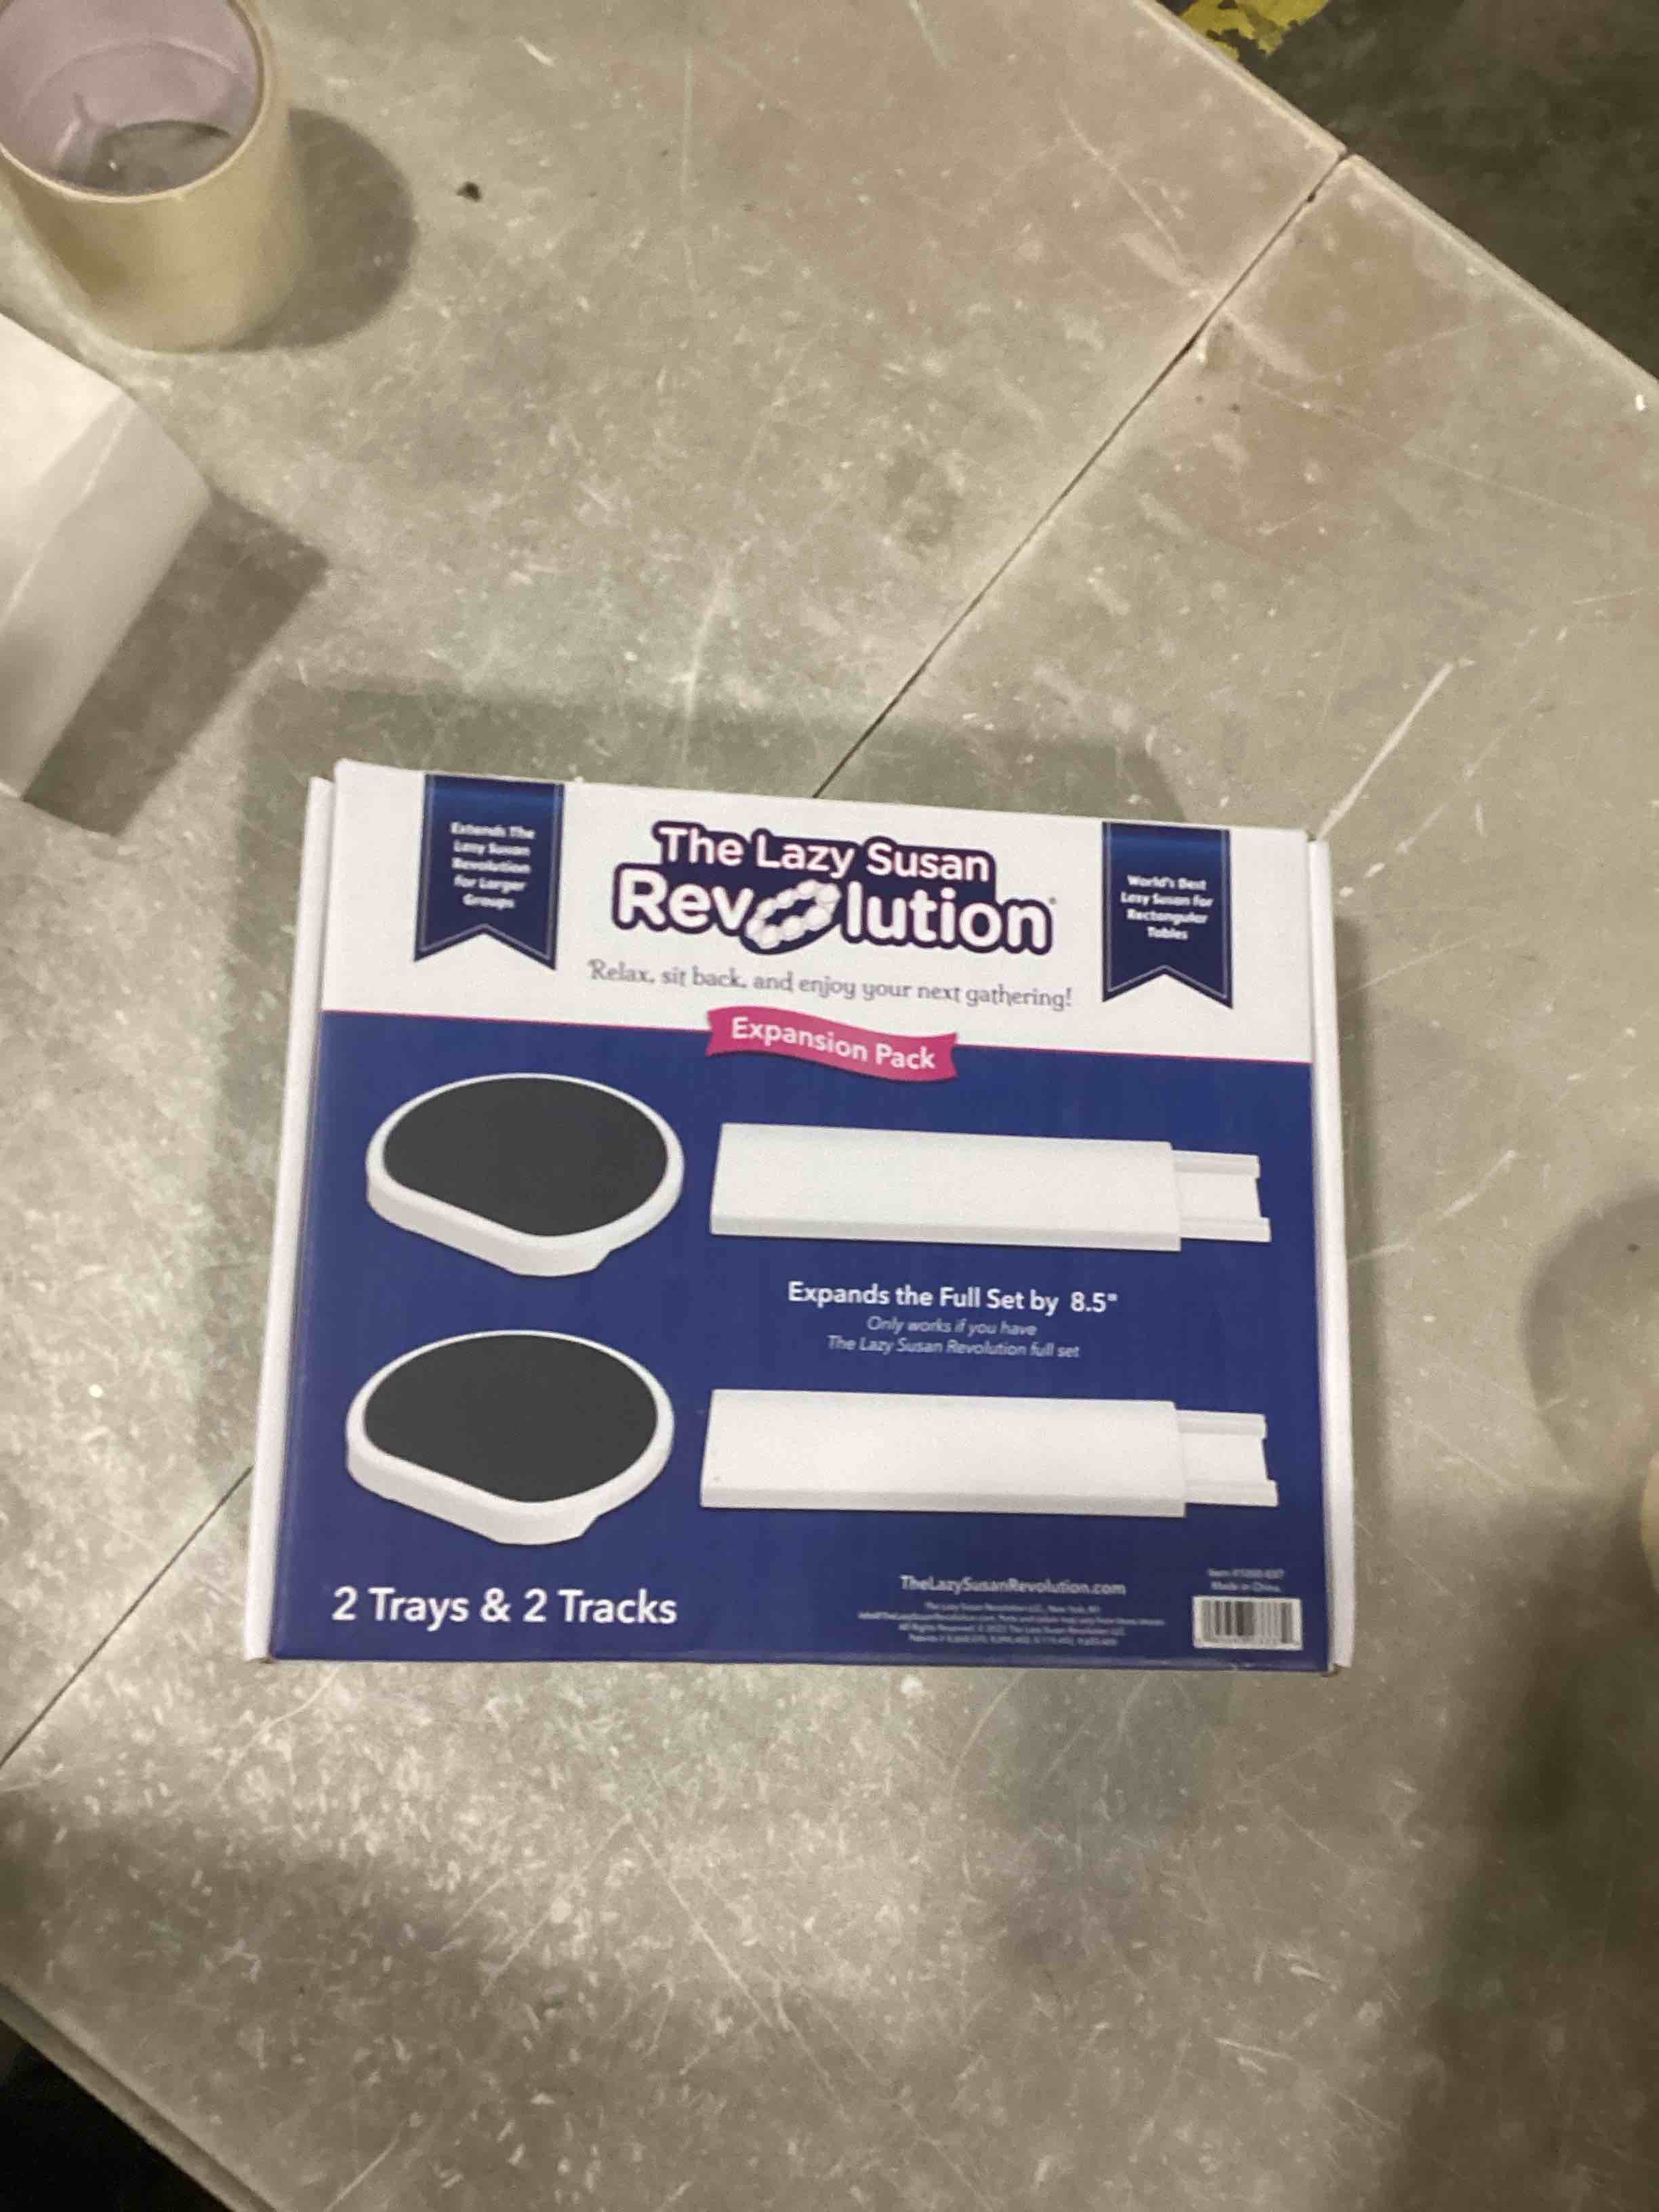 Extends The
Lazy Susan
Revolution
for Larger
Groups
The Lazy Susan
Revolution
Relax, sit back, and enjoy your next gathering!
World's Best
Lazy Susan for
Rectangular
Tables
Expansion Pack
Expands the Full Set by 8.5"
Only works if you have
The Lazy Susan Revolution full set
2 Trays & 2 Tracks
TheLazySusanRevolution.com
Made in China